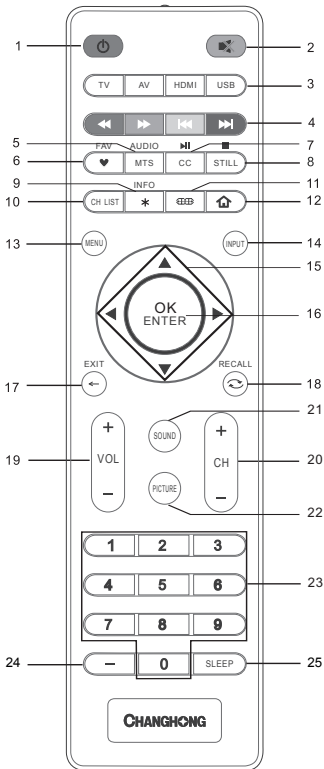 1
2
TV AV HDMI USB
3
4
5
FAV AUDIO
7
6
MTS CC STILL
8
9
INFO
11
10
CH LIST
12
13
MENU
INPUT
14
15
OK
ENTER
16
EXIT
RECALL
17
18
21
SOUND
+
+
19
VOL
CH
20
PICTURE
−
−
22
1 2 3
4 5 6
23
7 8 9
24
− 0 SLEEP
25
CHANGHONG